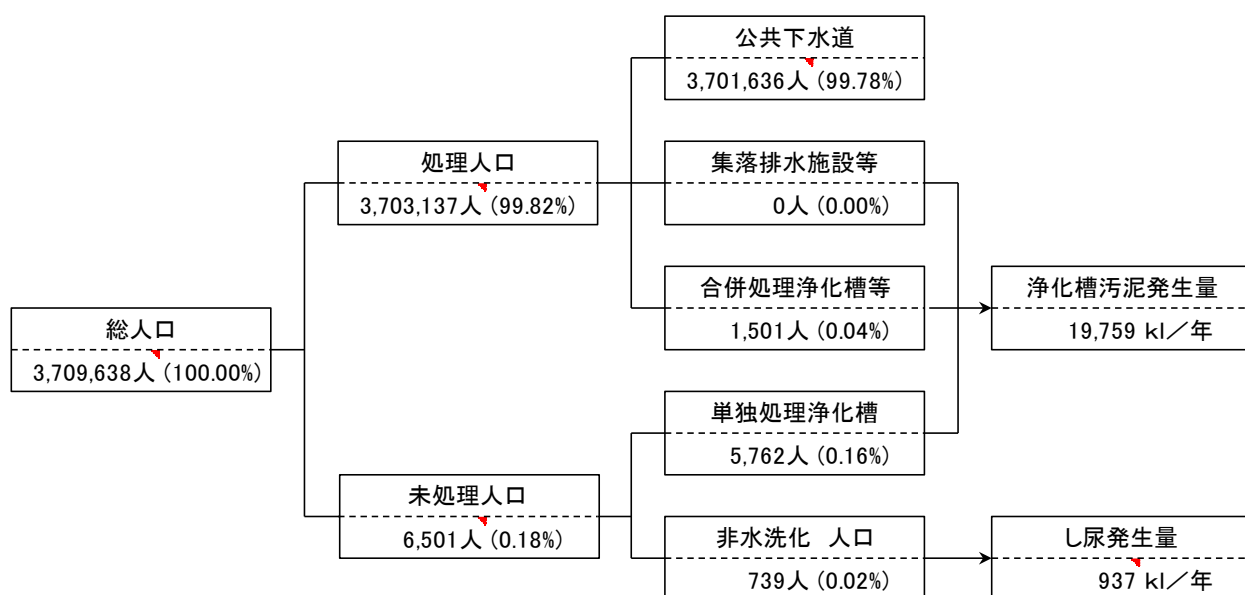 公共下水道
3,701,636人 (99.78%)
処理人口
3,703,137人 (99.82%)
集落排水施設等
0人 (0.00%)
合併処理浄化槽等
1,501人 (0.04%)
浄化槽汚泥発生量
19,759 kl／年
総人口
3,709,638人 (100.00%)
単独処理浄化槽
5,762人 (0.16%)
未処理人口
6,501人 (0.18%)
非水洗化　人口
739人 (0.02%)
し尿発生量
937 kl／年